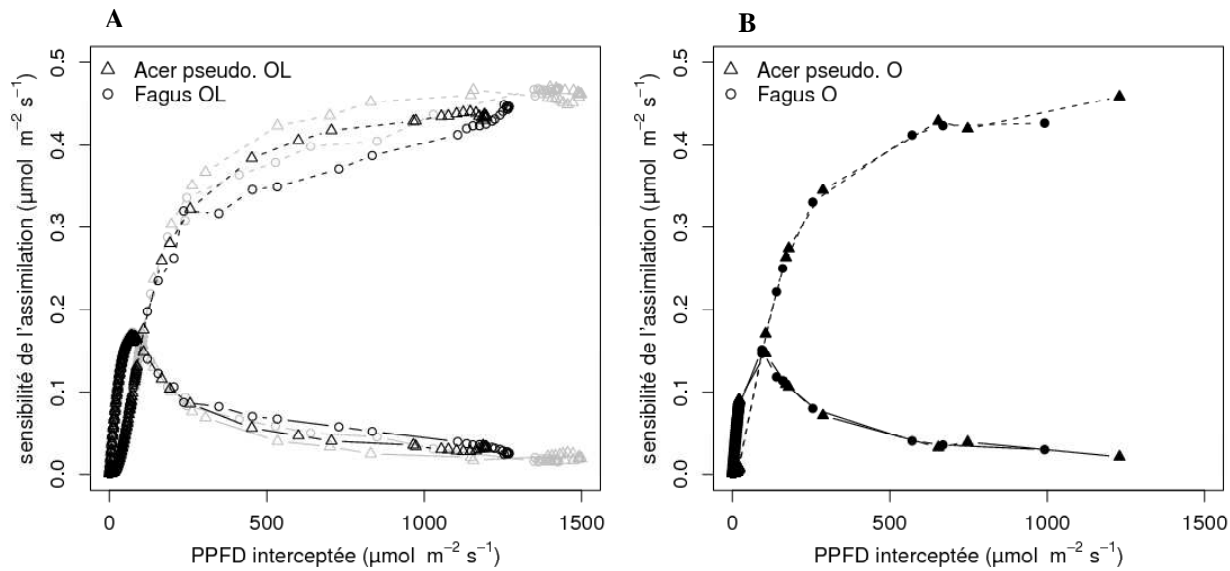 A
sensibilité de l'assimilation (μmol m⁻² s⁻¹)
0.5
0.4
0.3
0.2
0.1
0.0
Acer pseudo. OL
Fagus OL
0
500
1000
1500
PPFD interceptée (μmol m⁻² s⁻¹)
B
sensibilité de l'assimilation (μmol m⁻² s⁻¹)
0.5
0.4
0.3
0.2
0.1
0.0
Acer pseudo. O
Fagus O
0
500
1000
1500
PPFD interceptée (μmol m⁻² s⁻¹)